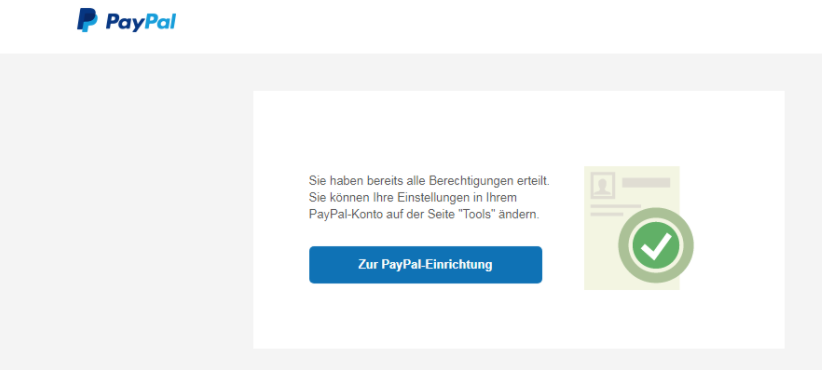 PayPal
Sie haben bereits alle Berechtigungen erteilt.
Sie können Ihre Einstellungen in Ihrem
PayPal-Konto auf der Seite "Tools" ändern.
Zur PayPal-Einrichtung